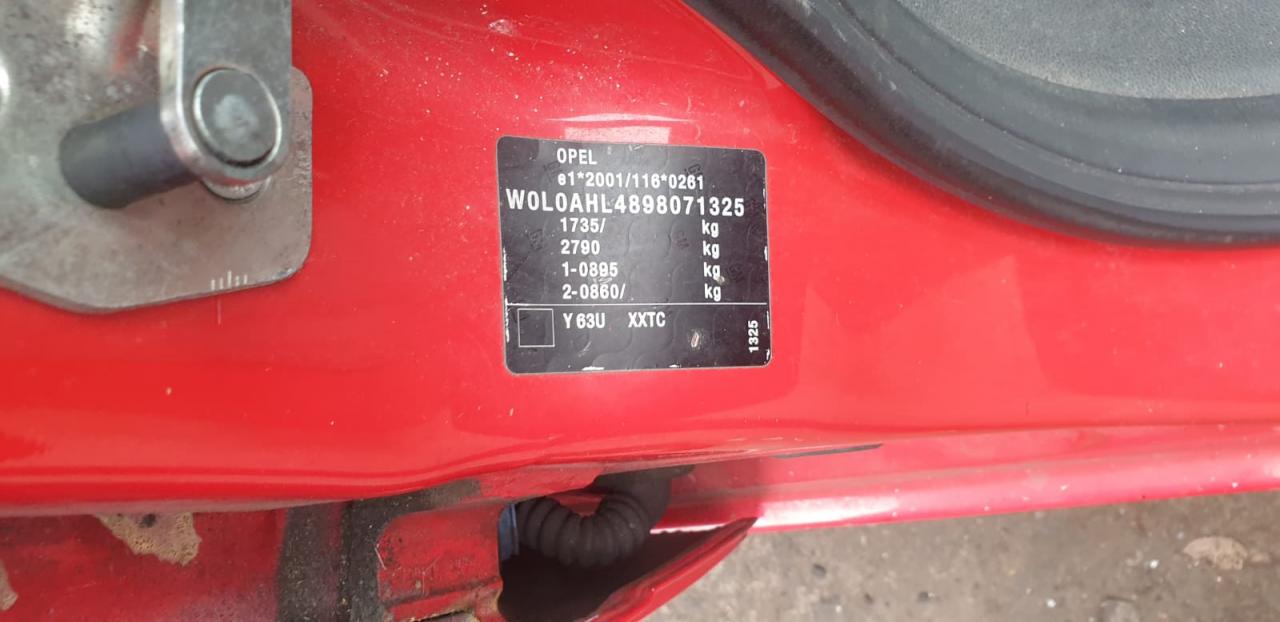 OPEL
e1*2001/116*0261
W0L0AHL4898071325
1735/ kg
2790 kg
1-0895 kg
2-0860/ kg
Y 63U XXTC
1325